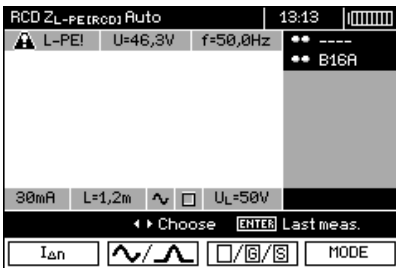 RCD ZL-PE[RCD] Auto 13:13
L-PE! U=46,3V f=50,0Hz ----
B16A
30mA L=1,2m UL=50V
Choose ENTER Last meas.
I∆n / □/G/S MODE